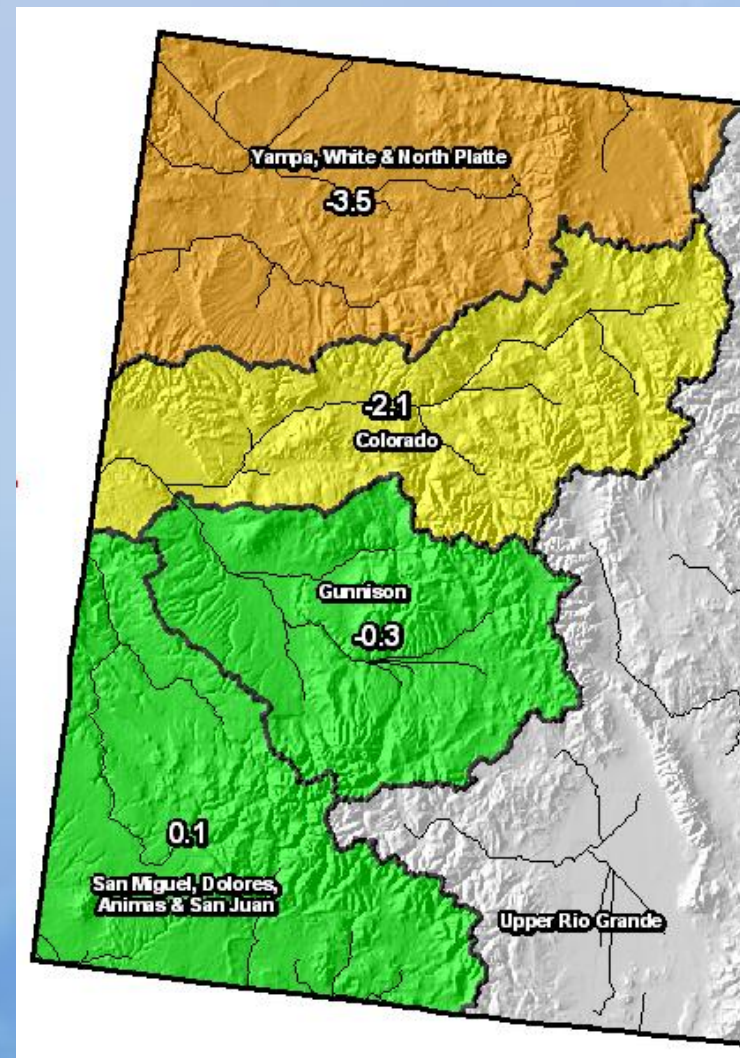 Yampa, White & North Platte
-3.5
-2.1
Colorado
Gunnison
-0.3
0.1
San Miguel, Dolores,
Animas & San Juan
Upper Rio Grande